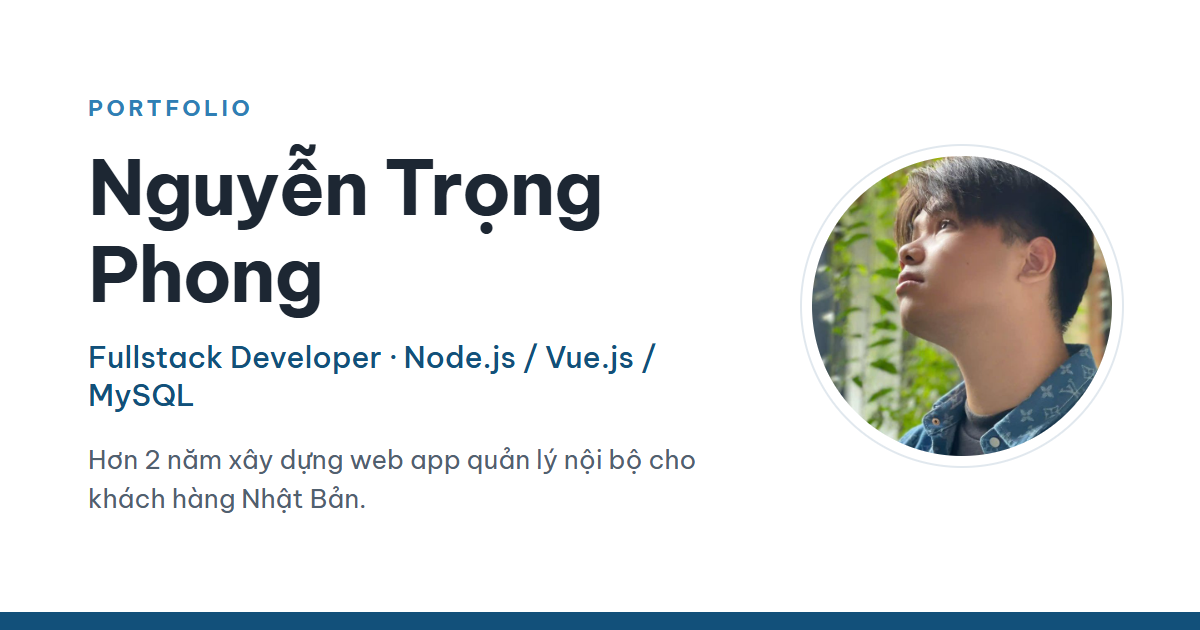 PORTFOLIO
Nguyễn Trọng
Phong
Fullstack Developer · Node.js / Vue.js /
MySQL
Hơn 2 năm xây dựng web app quản lý nội bộ cho
khách hàng Nhật Bản.